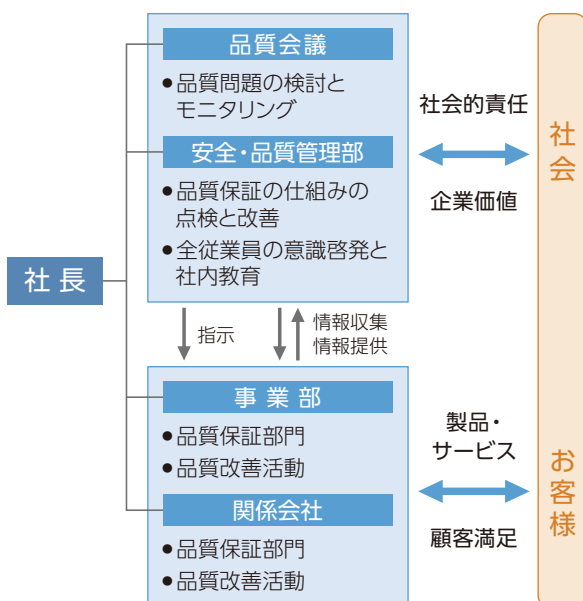 社長
品質会議
●品質問題の検討と
モニタリング
安全・品質管理部
●品質保証の仕組みの
点検と改善
●全従業員の意識啓発と
社内教育
指示
情報収集
情報提供
事業部
●品質保証部門
●品質改善活動
関係会社
●品質保証部門
●品質改善活動
社会的責任
企業価値
製品・
サービス
顧客満足
社会
お客様